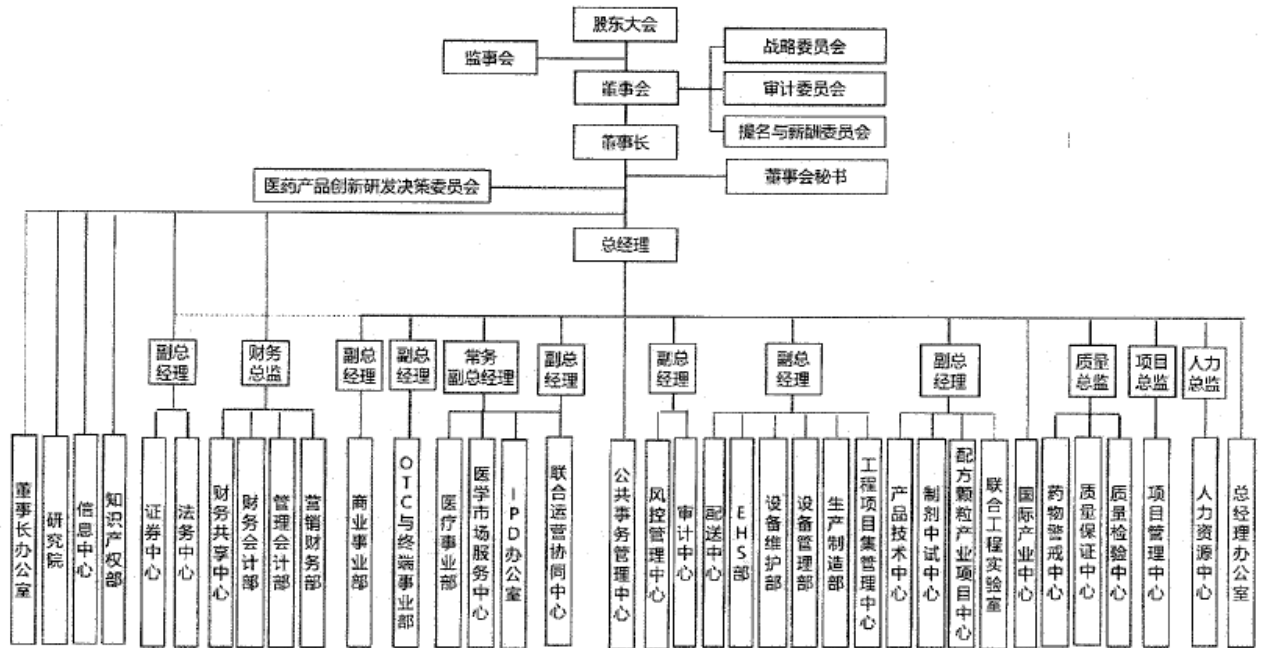 股东大会
监事会
战略委员会
董事会
审计委员会
提名与薪酬委员会
董事长
医药产品创新研发决策委员会
董事会秘书
总经理
副总
经理
财务
总监
副总
经理
副总
经理
常务
副总经理
副总
经理
副总
经理
副总
经理
副总
经理
质量
总监
项目
总监
人力
总监
董事长办公室
研究院
信息中心
知识产权部
证券中心
法务中心
财务共享中心
财务会计部
管理会计部
营销财务部
商业事业部
OTC与终端事业部
医疗事业部
医学市场服务中心
IPD办公室
联合运营协同中心
公共事务管理中心
风控管理中心
审计中心
配送中心
EHS部
设备维护部
设备管理部
生产制造部
工程项目集管理中心
产品技术中心
制剂中试中心
配方颗粒产业项目中心
联合工程实验室
国际产业中心
药物警戒中心
质量保证中心
质量检验中心
项目管理中心
人力资源中心
总经理办公室